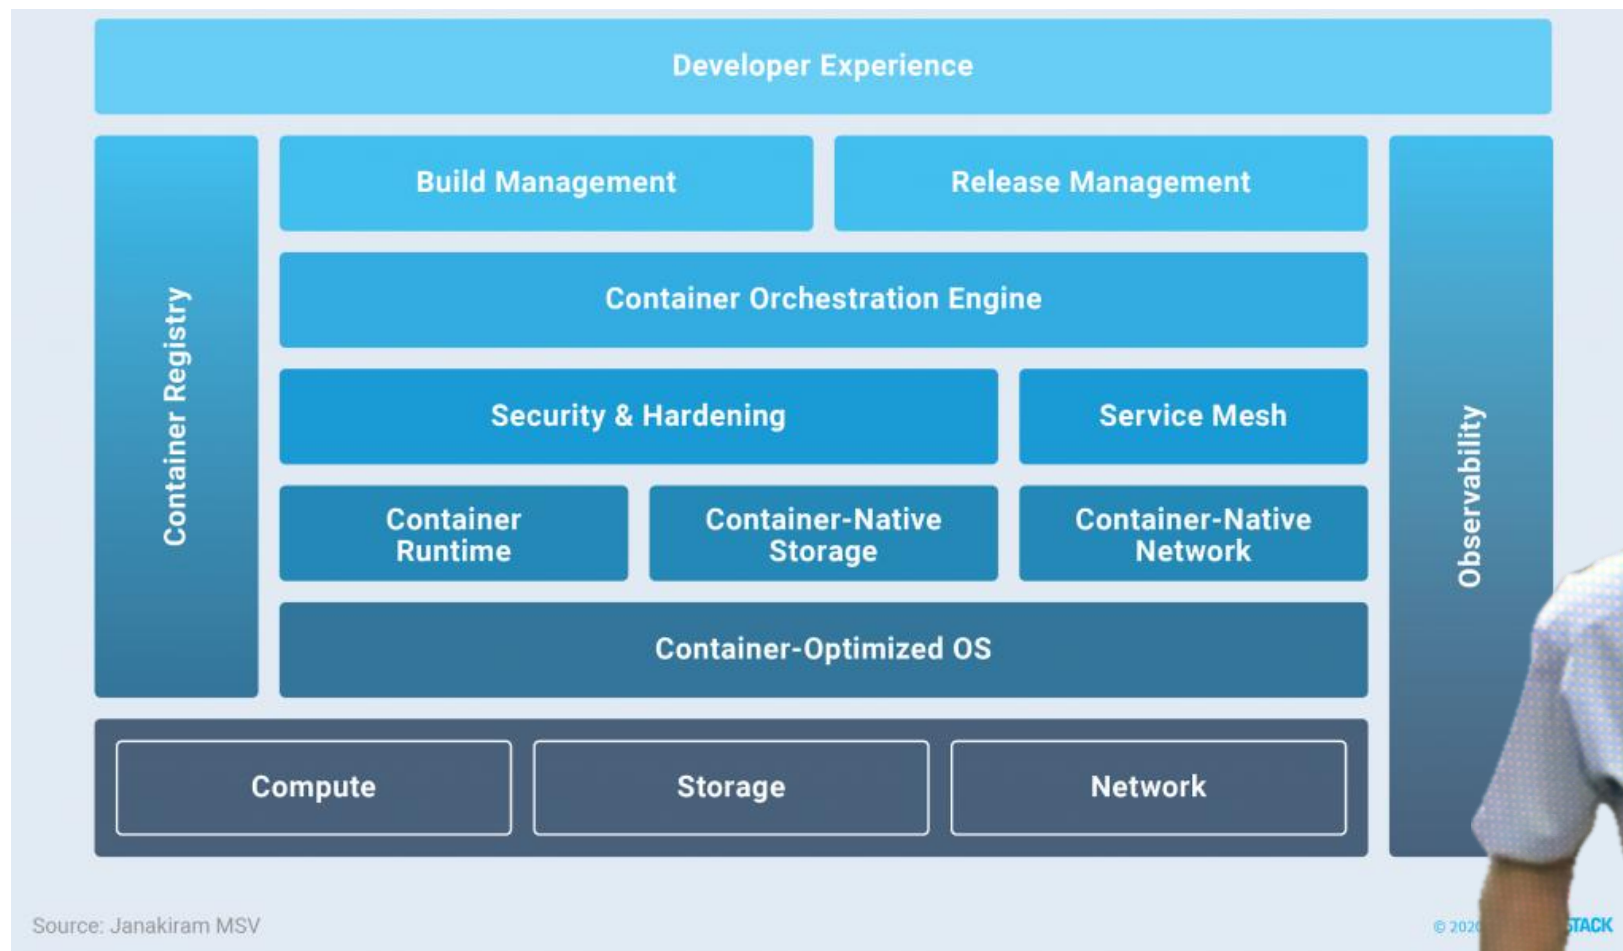 Developer Experience
Build Management
Release Management
Container Registry
Container Orchestration Engine
Security & Hardening
Service Mesh
Observability
Container
Runtime
Container-Native
Storage
Container-Native
Network
Container-Optimized OS
Compute
Storage
Network
Source: Janakiram MSV